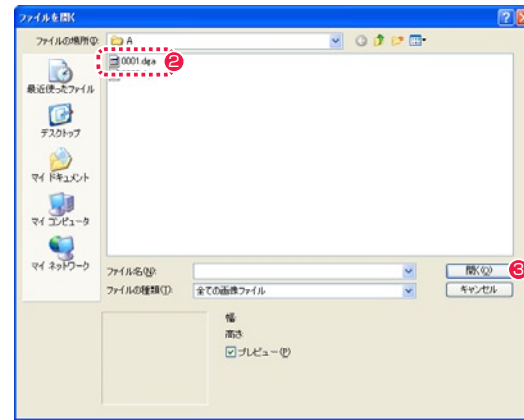 ファイルを開く
ファイルの場所(I):
A
0001.dga
2
最近使ったファイル
デスクトップ
マイ ドキュメント
マイ コンピュータ
マイ ネットワーク
ファイル名(N):
開く(O)
3
ファイルの種類(T):
全ての画像ファイル
キャンセル
幅
高さ
プレビュー(P)